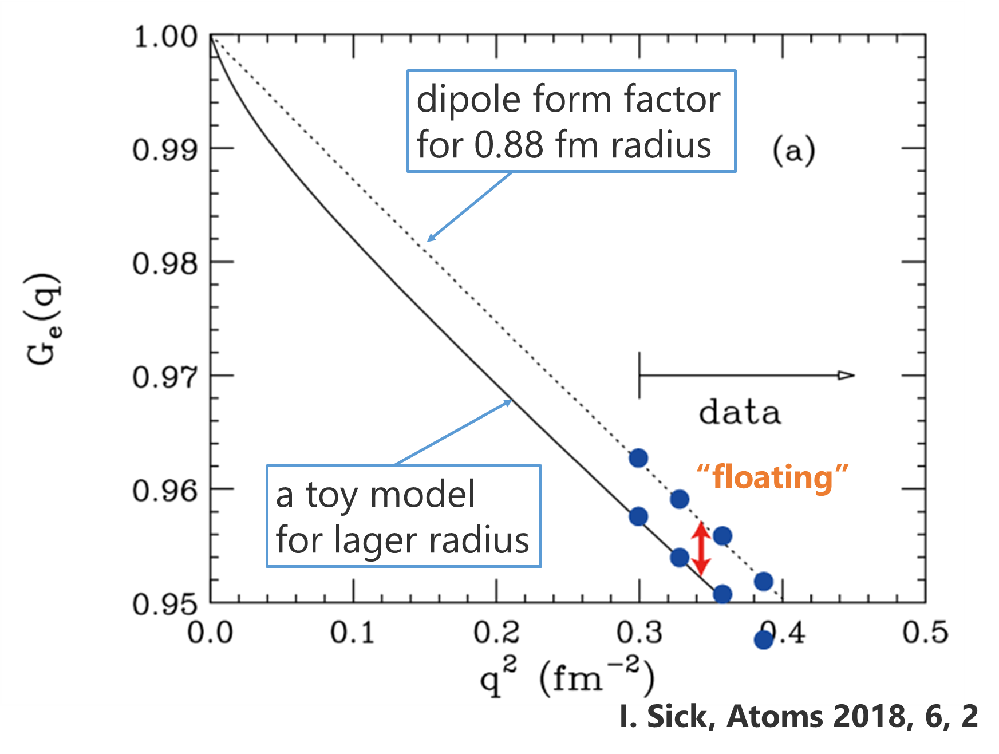 1.00
0.99
0.98
0.97
0.96
0.95
Ge(q)
dipole form factor
for 0.88 fm radius
(a)
data
“floating”
a toy model
for lager radius
0.0 0.1 0.2 0.3 0.4 0.5
q² (fm⁻²)
I. Sick, Atoms 2018, 6, 2